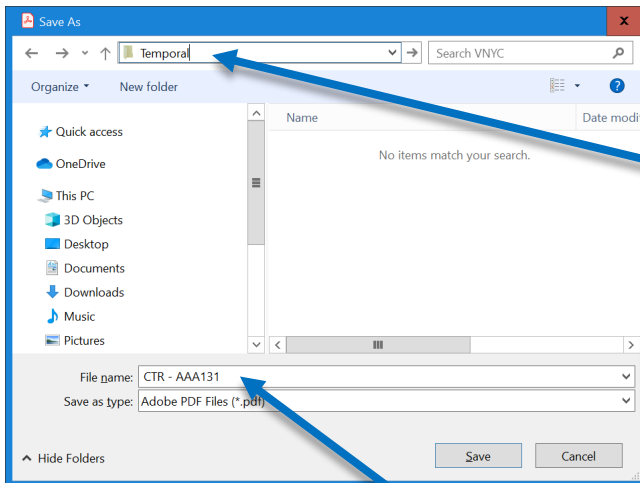 Save As
x
Temporal
Search VNYC
Organize
New folder
?
Name
Date modi
Quick access
No items match your search.
OneDrive
This PC
3D Objects
Desktop
Documents
Downloads
Music
Pictures
File name: CTR - AAA131
Save as type: Adobe PDF Files (*.pdf)
Hide Folders
Save
Cancel